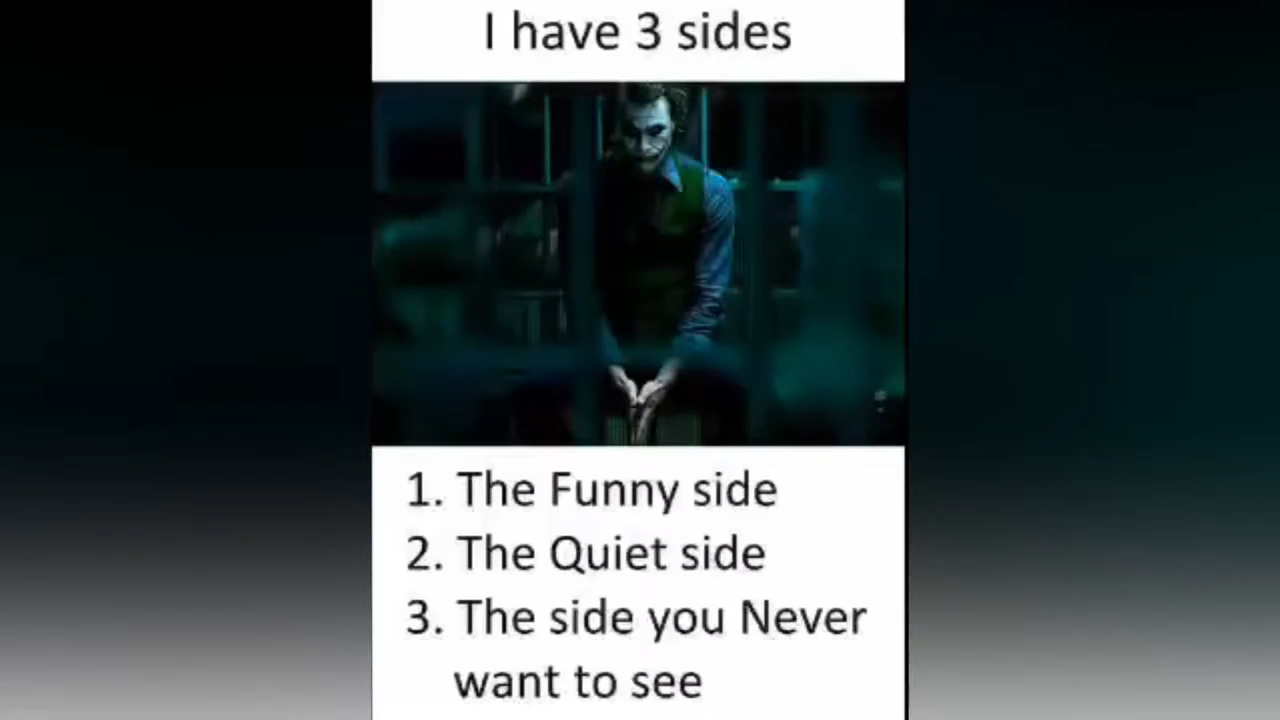 I have 3 sides
1. The Funny side
2. The Quiet side
3. The side you Never
want to see